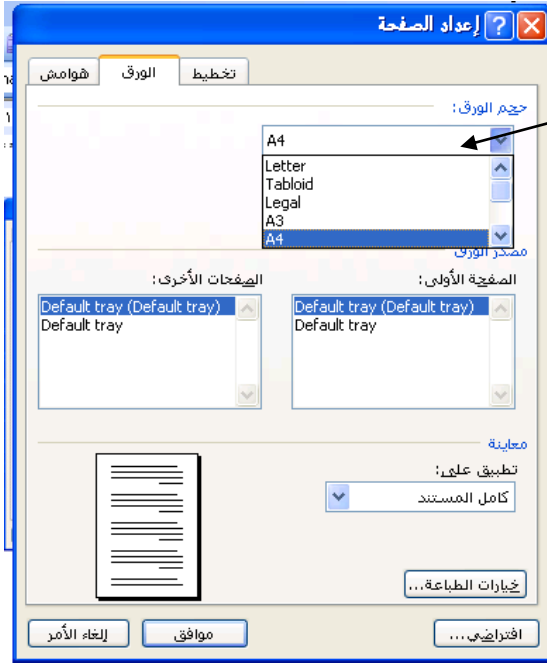 إعداد الصفحة
هوامش
الورق
تخطيط
حجم الورق:
A4
Letter
Tabloid
Legal
A3
A4
مصدر الورق
الصفحة الأولى:
Default tray (Default tray)
Default tray
الصفحات الأخرى:
Default tray (Default tray)
Default tray
معاينة
تطبيق على:
كامل المستند
خيارات الطباعة...
افتراضي...
موافق
إلغاء الأمر